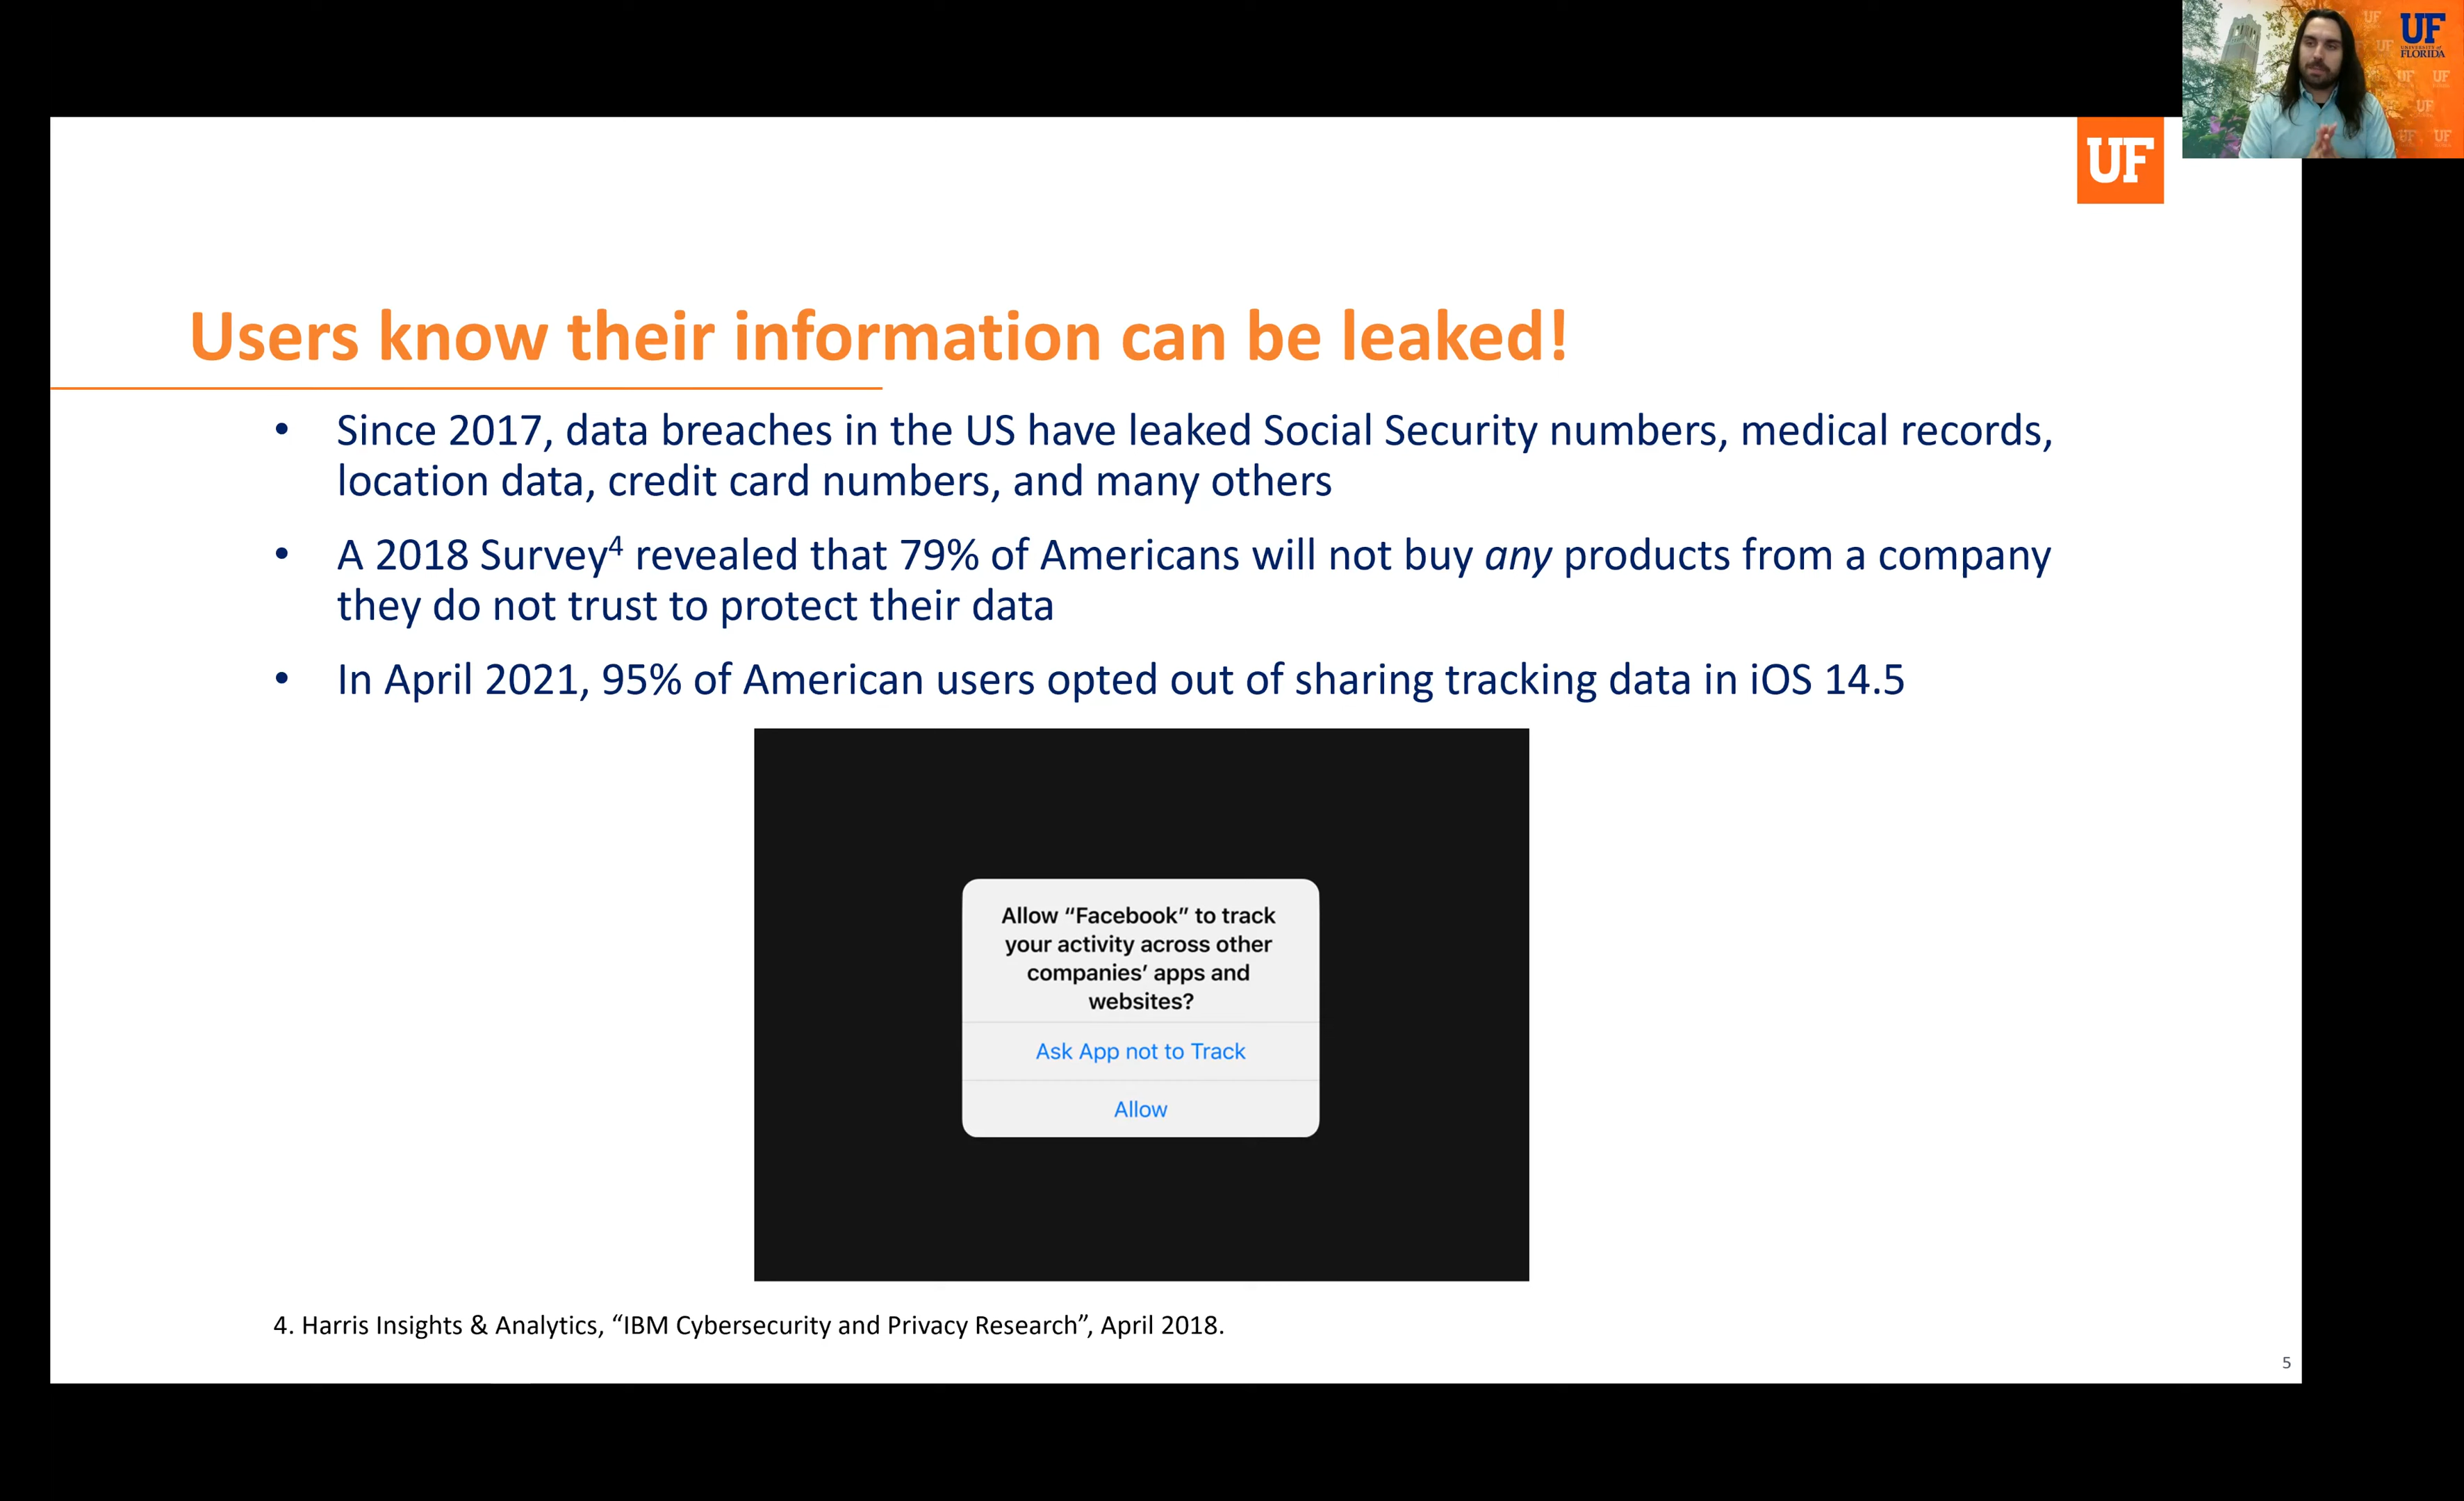 UF
UNIVERSITY of
FLORIDA
UF
Users know their information can be leaked!
• Since 2017, data breaches in the US have leaked Social Security numbers, medical records,
location data, credit card numbers, and many others
• A 2018 Survey4 revealed that 79% of Americans will not buy any products from a company
they do not trust to protect their data
• In April 2021, 95% of American users opted out of sharing tracking data in iOS 14.5
Allow “Facebook” to track
your activity across other
companies’ apps and
websites?
Ask App not to Track
Allow
4. Harris Insights & Analytics, “IBM Cybersecurity and Privacy Research”, April 2018.
5